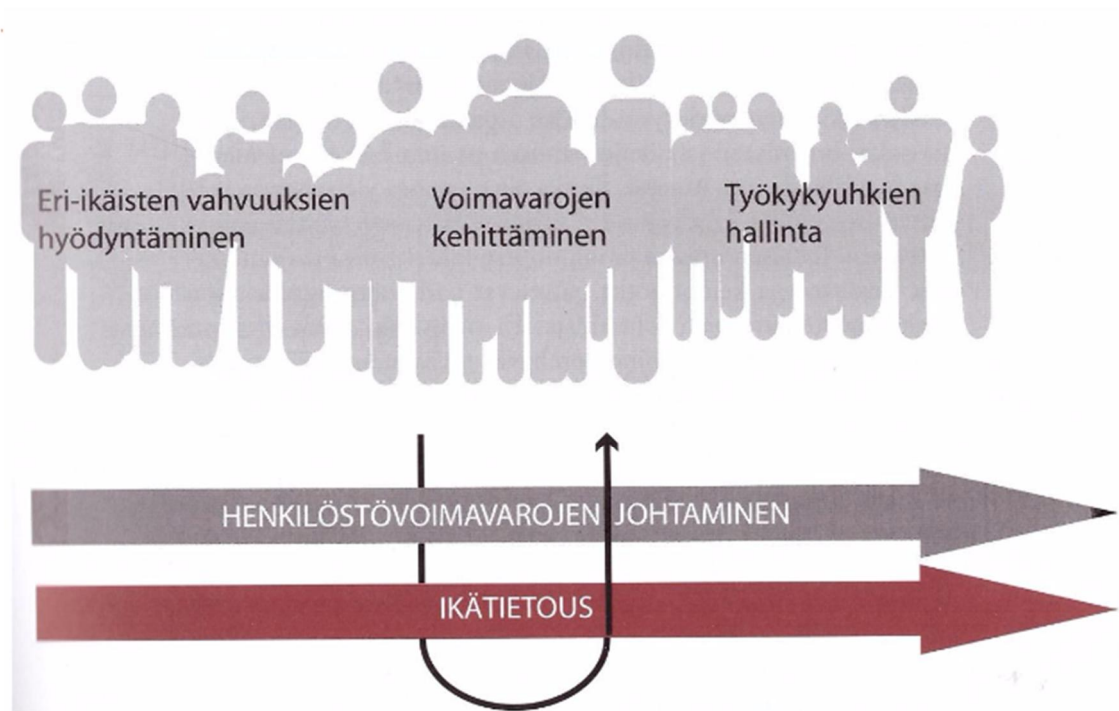 Eri-ikäisten vahvuuksien
hyödyntäminen
Voimavarojen
kehittäminen
Työkykyuhkien
hallinta
HENKILÖSTÖVOIMAVAROJEN JOHTAMINEN
IKÄTIETOUS